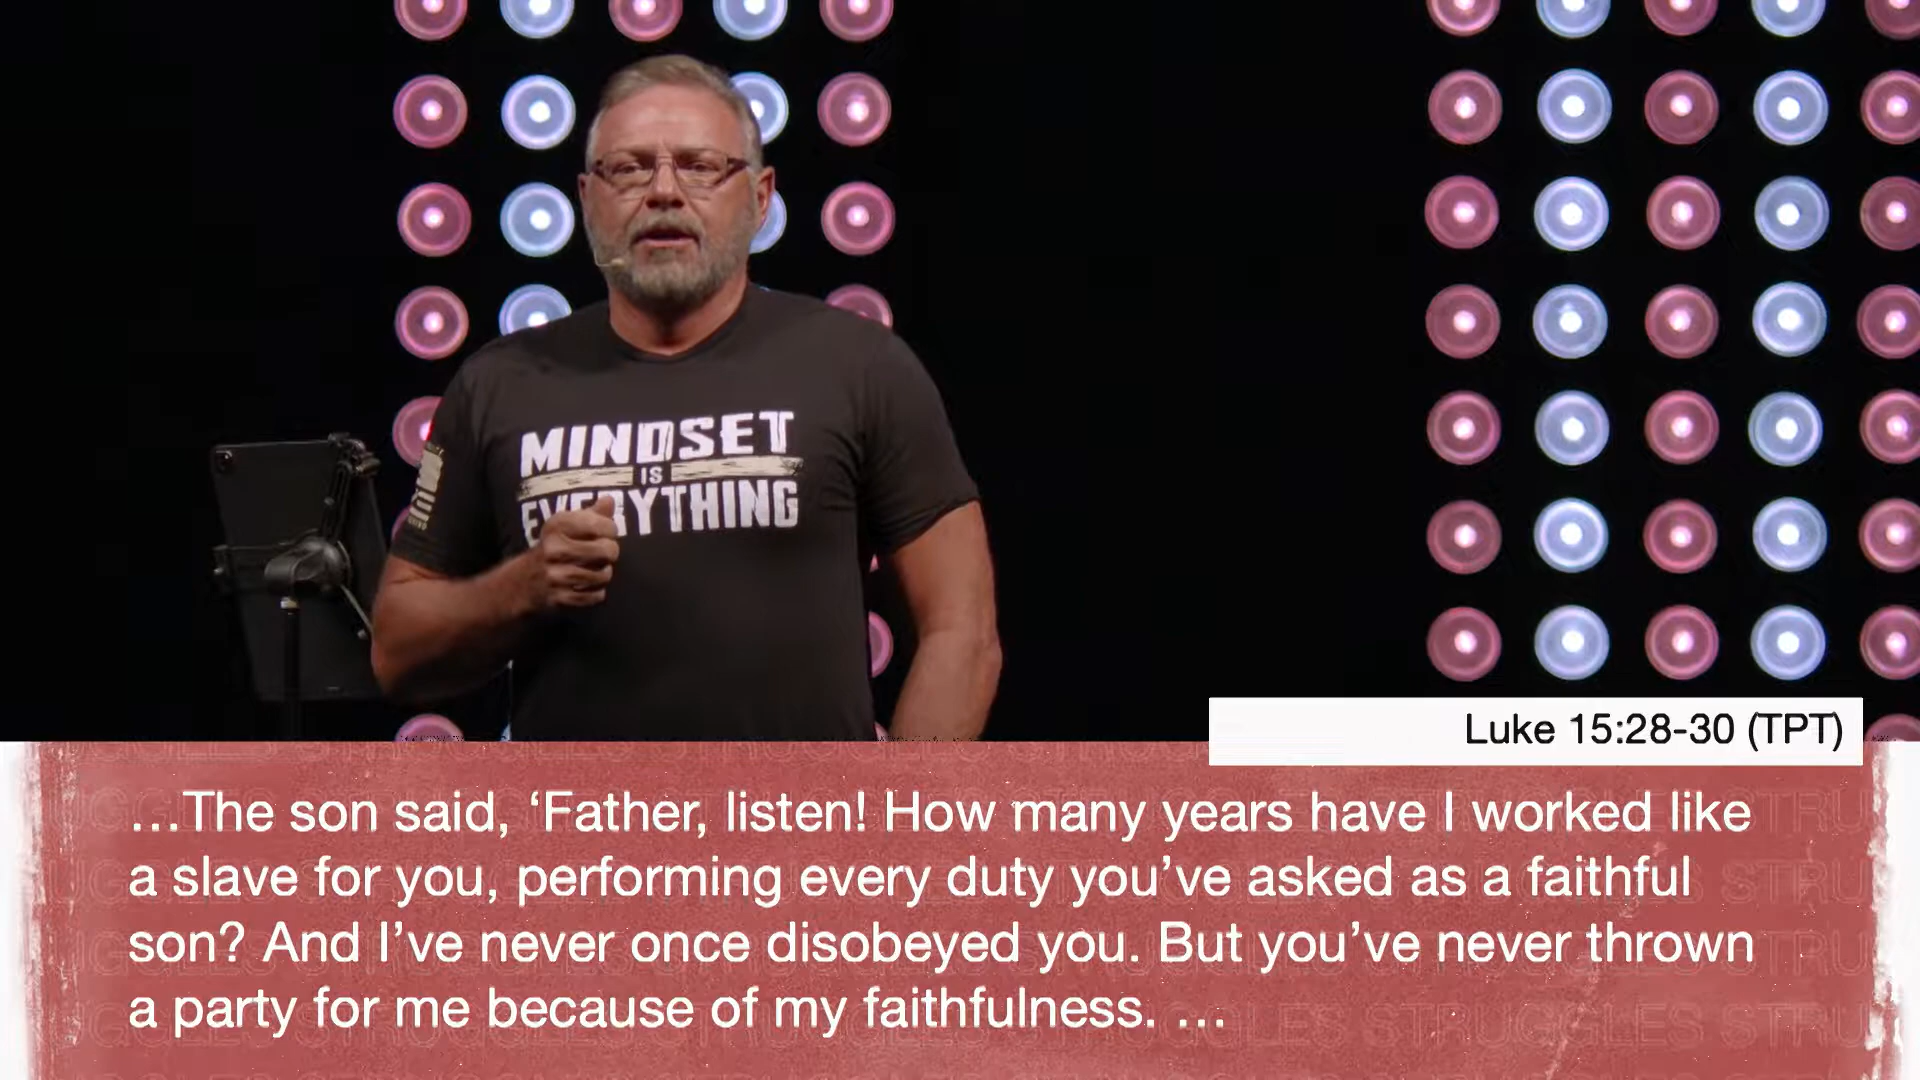 MINDSET
IS
EVERYTHING
Luke 15:28-30 (TPT)
…The son said, ‘Father, listen! How many years have I worked like
a slave for you, performing every duty you’ve asked as a faithful
son? And I’ve never once disobeyed you. But you’ve never thrown
a party for me because of my faithfulness. …
STRUGGLES STRUGGLES